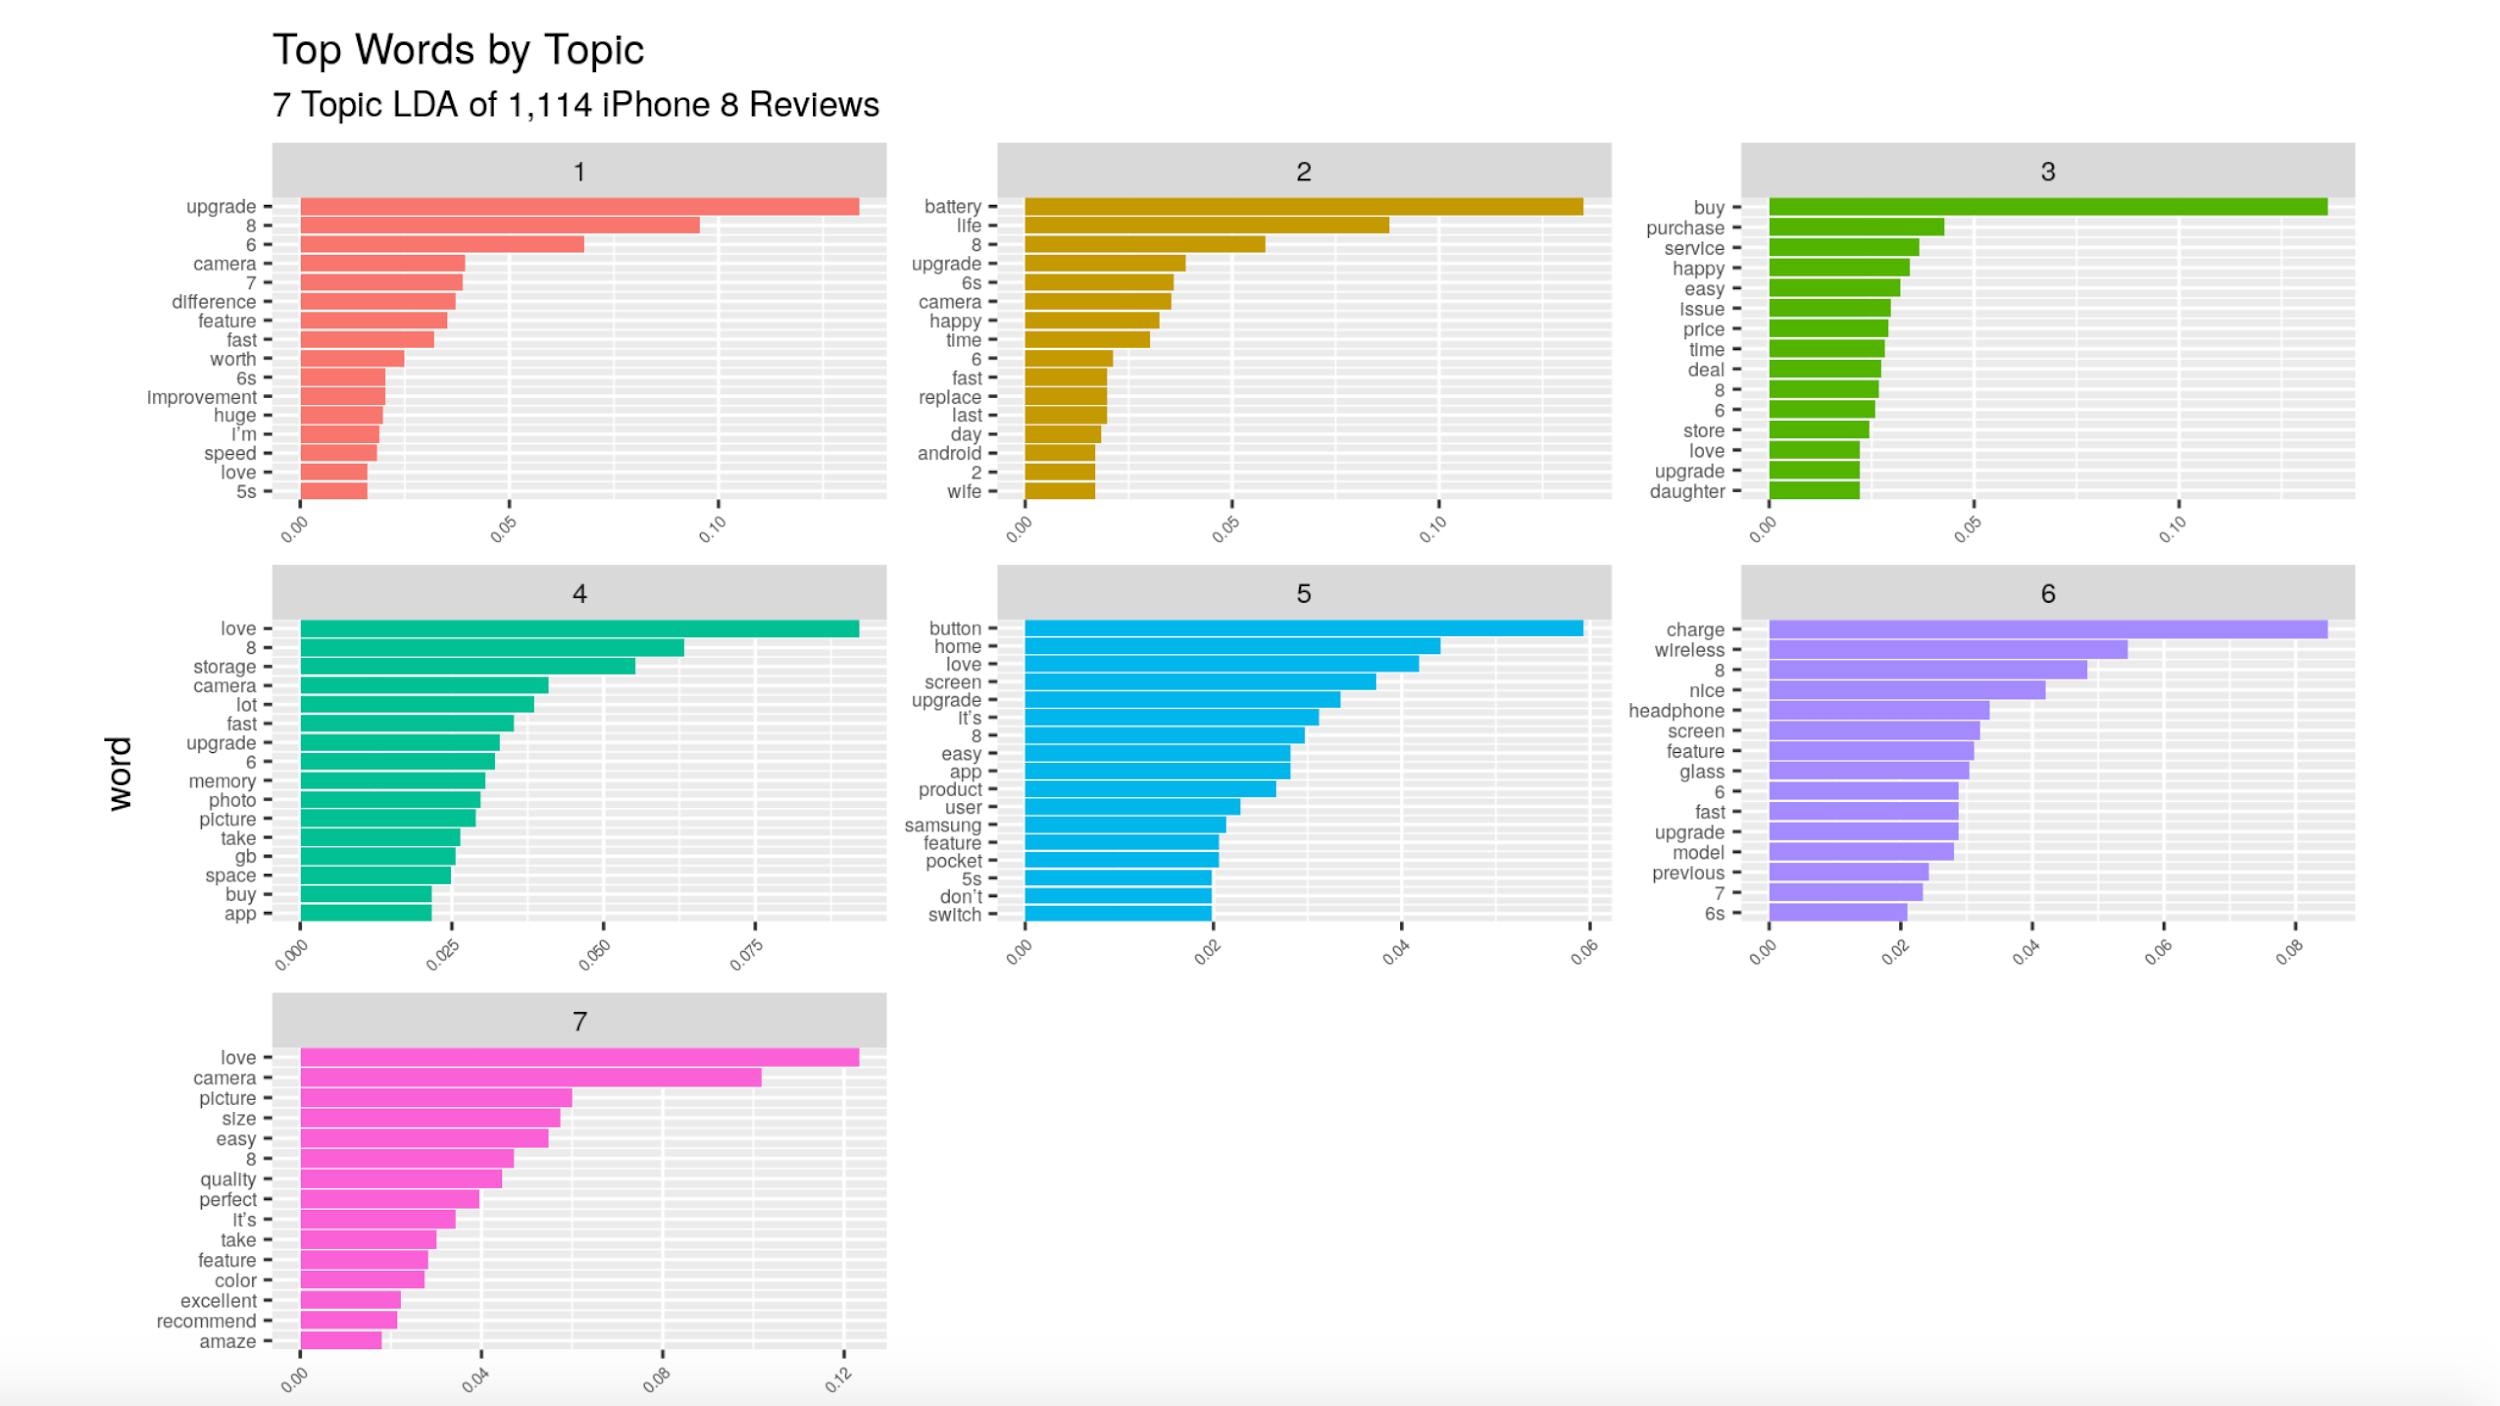 Top Words by Topic
7 Topic LDA of 1,114 iPhone 8 Reviews
word
1
upgrade
8
6
camera
7
difference
feature
fast
worth
6s
improvement
huge
i'm
speed
love
5s
0.00 0.05 0.10
2
battery
life
8
upgrade
6s
camera
happy
time
6
fast
replace
last
day
android
2
wife
0.00 0.05 0.10
3
buy
purchase
service
happy
easy
issue
price
time
deal
8
6
store
love
upgrade
daughter
0.00 0.05 0.10
4
love
8
storage
camera
lot
fast
upgrade
6
memory
photo
picture
take
gb
space
buy
app
0.000 0.025 0.050 0.075
5
button
home
love
screen
upgrade
it's
8
easy
app
product
user
samsung
feature
pocket
5s
don't
switch
0.00 0.02 0.04 0.06
6
charge
wireless
8
nice
headphone
screen
feature
glass
6
fast
upgrade
model
previous
7
6s
0.00 0.02 0.04 0.06 0.08
7
love
camera
picture
size
easy
8
quality
perfect
it's
take
feature
color
excellent
recommend
amaze
0.00 0.04 0.08 0.12